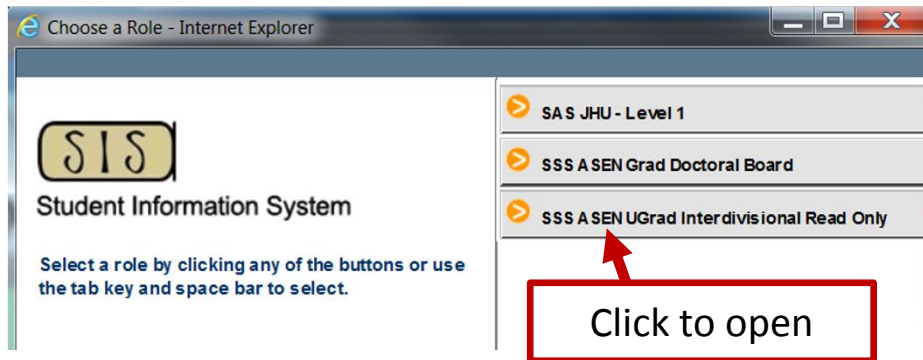 Choose a Role - Internet Explorer
SIS
Student Information System
Select a role by clicking any of the buttons or use
the tab key and space bar to select.
SAS JHU - Level 1
SSS ASEN Grad Doctoral Board
SSS ASEN UGrad Interdivisional Read Only
Click to open